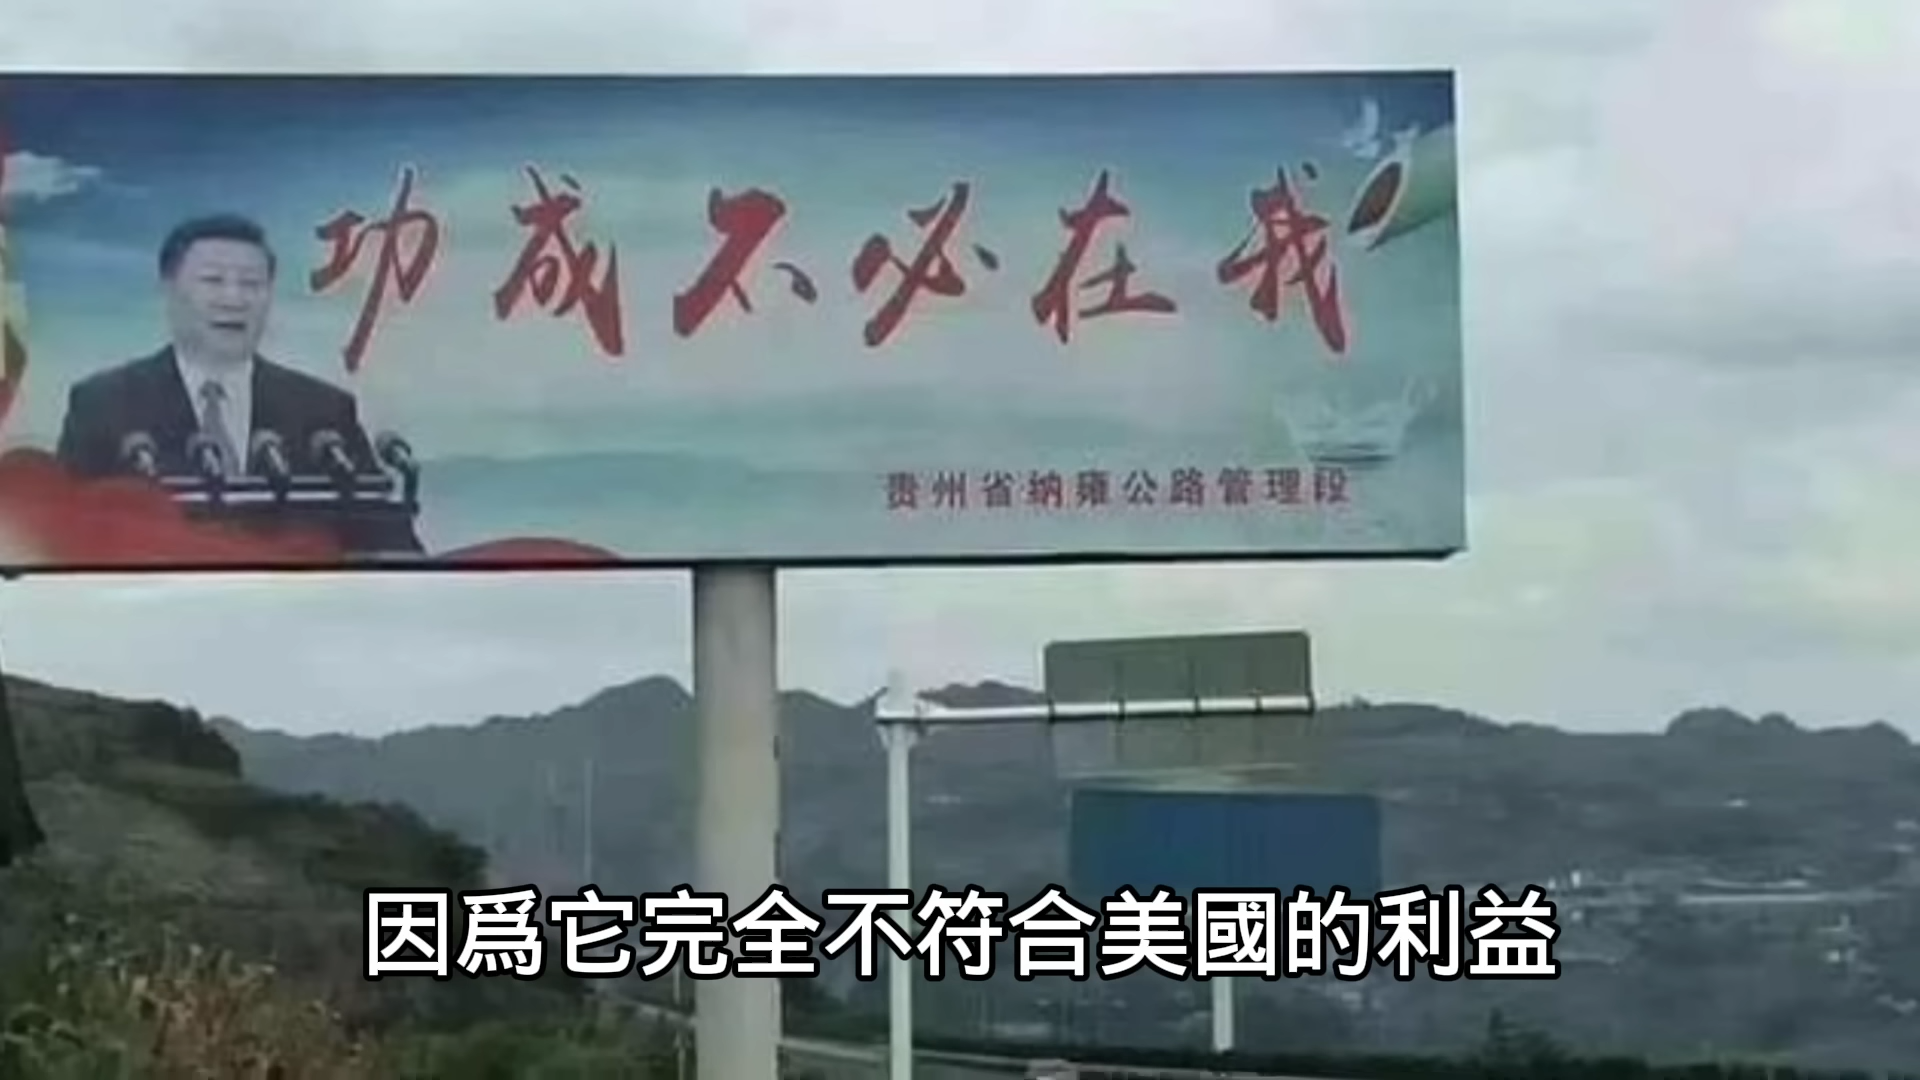 功成不必在我
贵州省纳雍公路管理段
因爲它完全不符合美國的利益